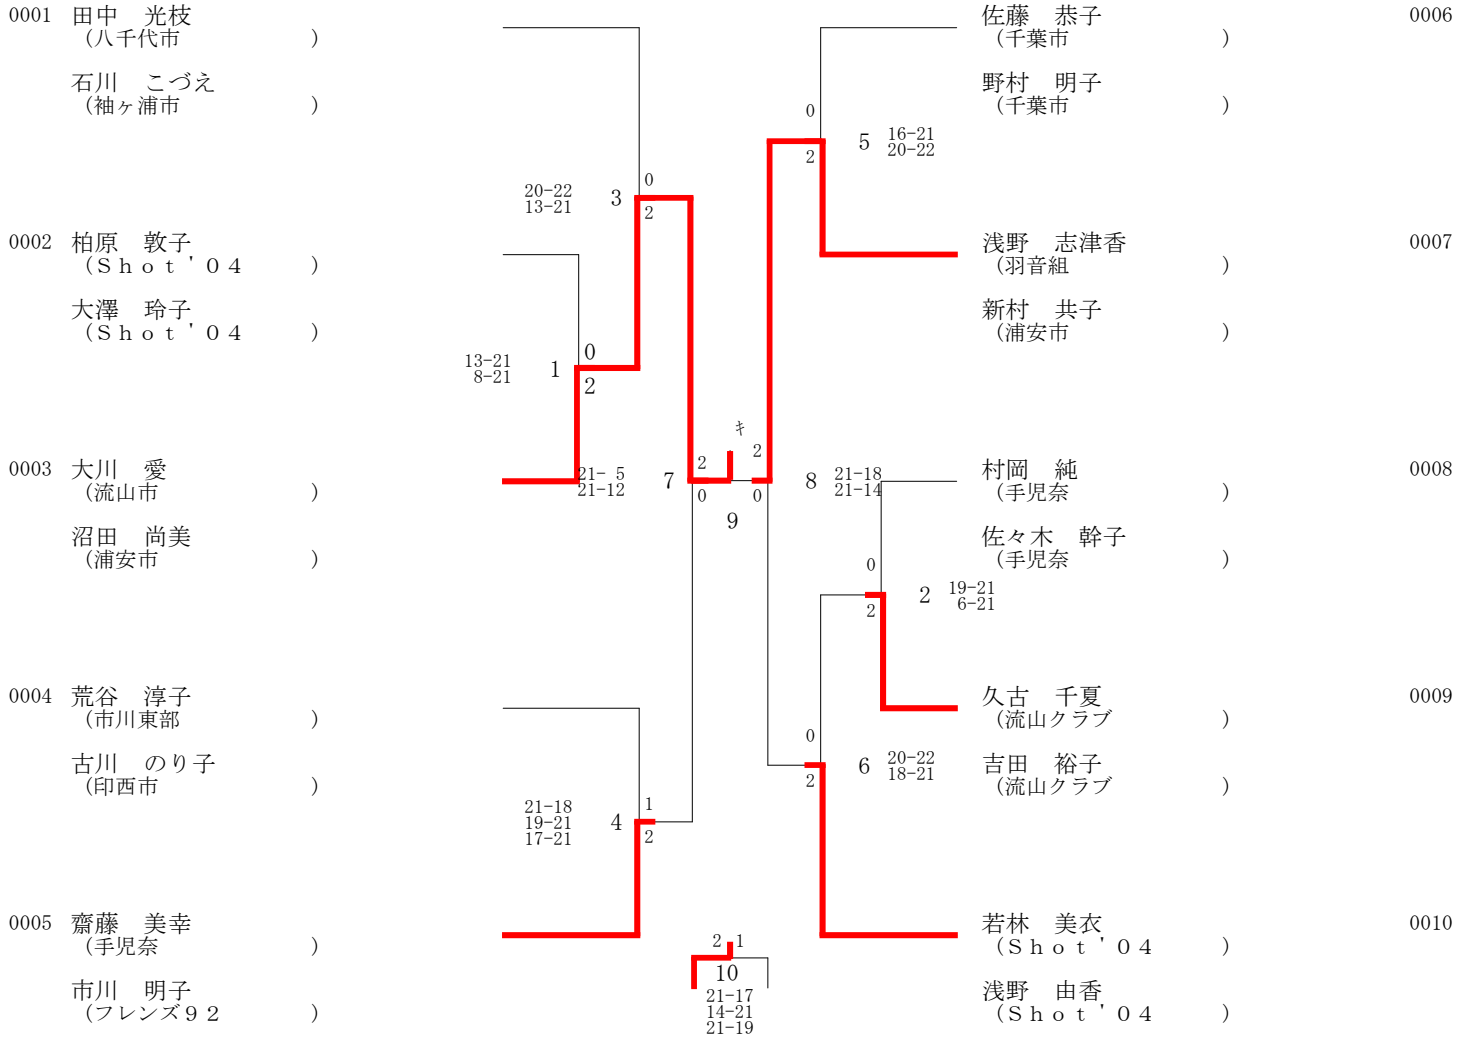 0001 田中 光枝
(八千代市 )
石川 こづえ
(袖ヶ浦市 )
20-22
13-21
3
0
2
0002 柏原 敦子
(Shot'04 )
大澤 玲子
(Shot'04 )
13-21
8-21
1
0
2
0003 大川 愛
(流山市 )
沼田 尚美
(浦安市 )
21- 5
21-12
7
2
0
0004 荒谷 淳子
(市川東部 )
古川 のり子
(印西市 )
21-18
19-21
17-21
4
1
2
0005 齋藤 美幸
(手児奈 )
市川 明子
(フレンズ92 )
キ
9
2 1
10
21-17
14-21
21-19
佐藤 恭子 0006
(千葉市 )
野村 明子
(千葉市 )
0
2
5
16-21
20-22
浅野 志津香 0007
(羽音組 )
新村 共子
(浦安市 )
2
0
8
21-18
21-14
村岡 純 0008
(手児奈 )
佐々木 幹子
(手児奈 )
0
2
2
19-21
6-21
久古 千夏 0009
(流山クラブ )
吉田 裕子
(流山クラブ )
0
2
6
20-22
18-21
若林 美衣 0010
(Shot'04 )
浅野 由香
(Shot'04 )